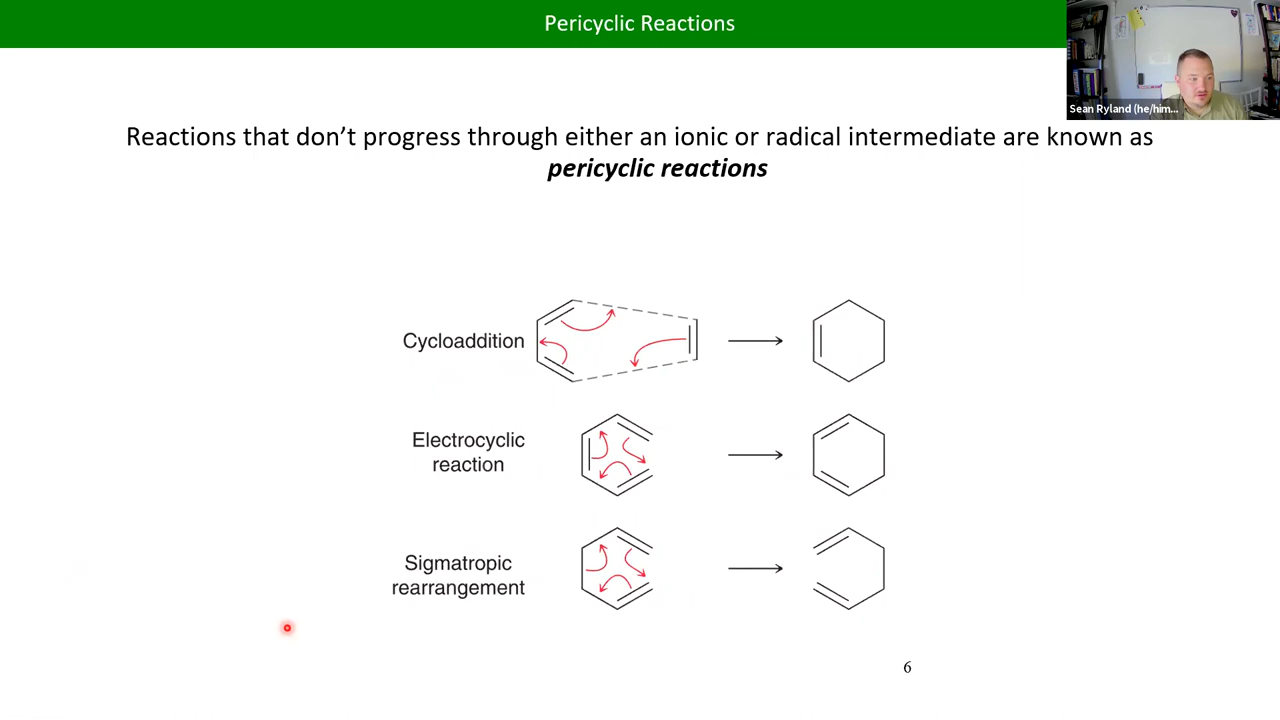 Pericyclic Reactions
Sean Ryland (he/him...
Reactions that don’t progress through either an ionic or radical intermediate are known as
pericyclic reactions
Cycloaddition
Electrocyclic
reaction
Sigmatropic
rearrangement
6